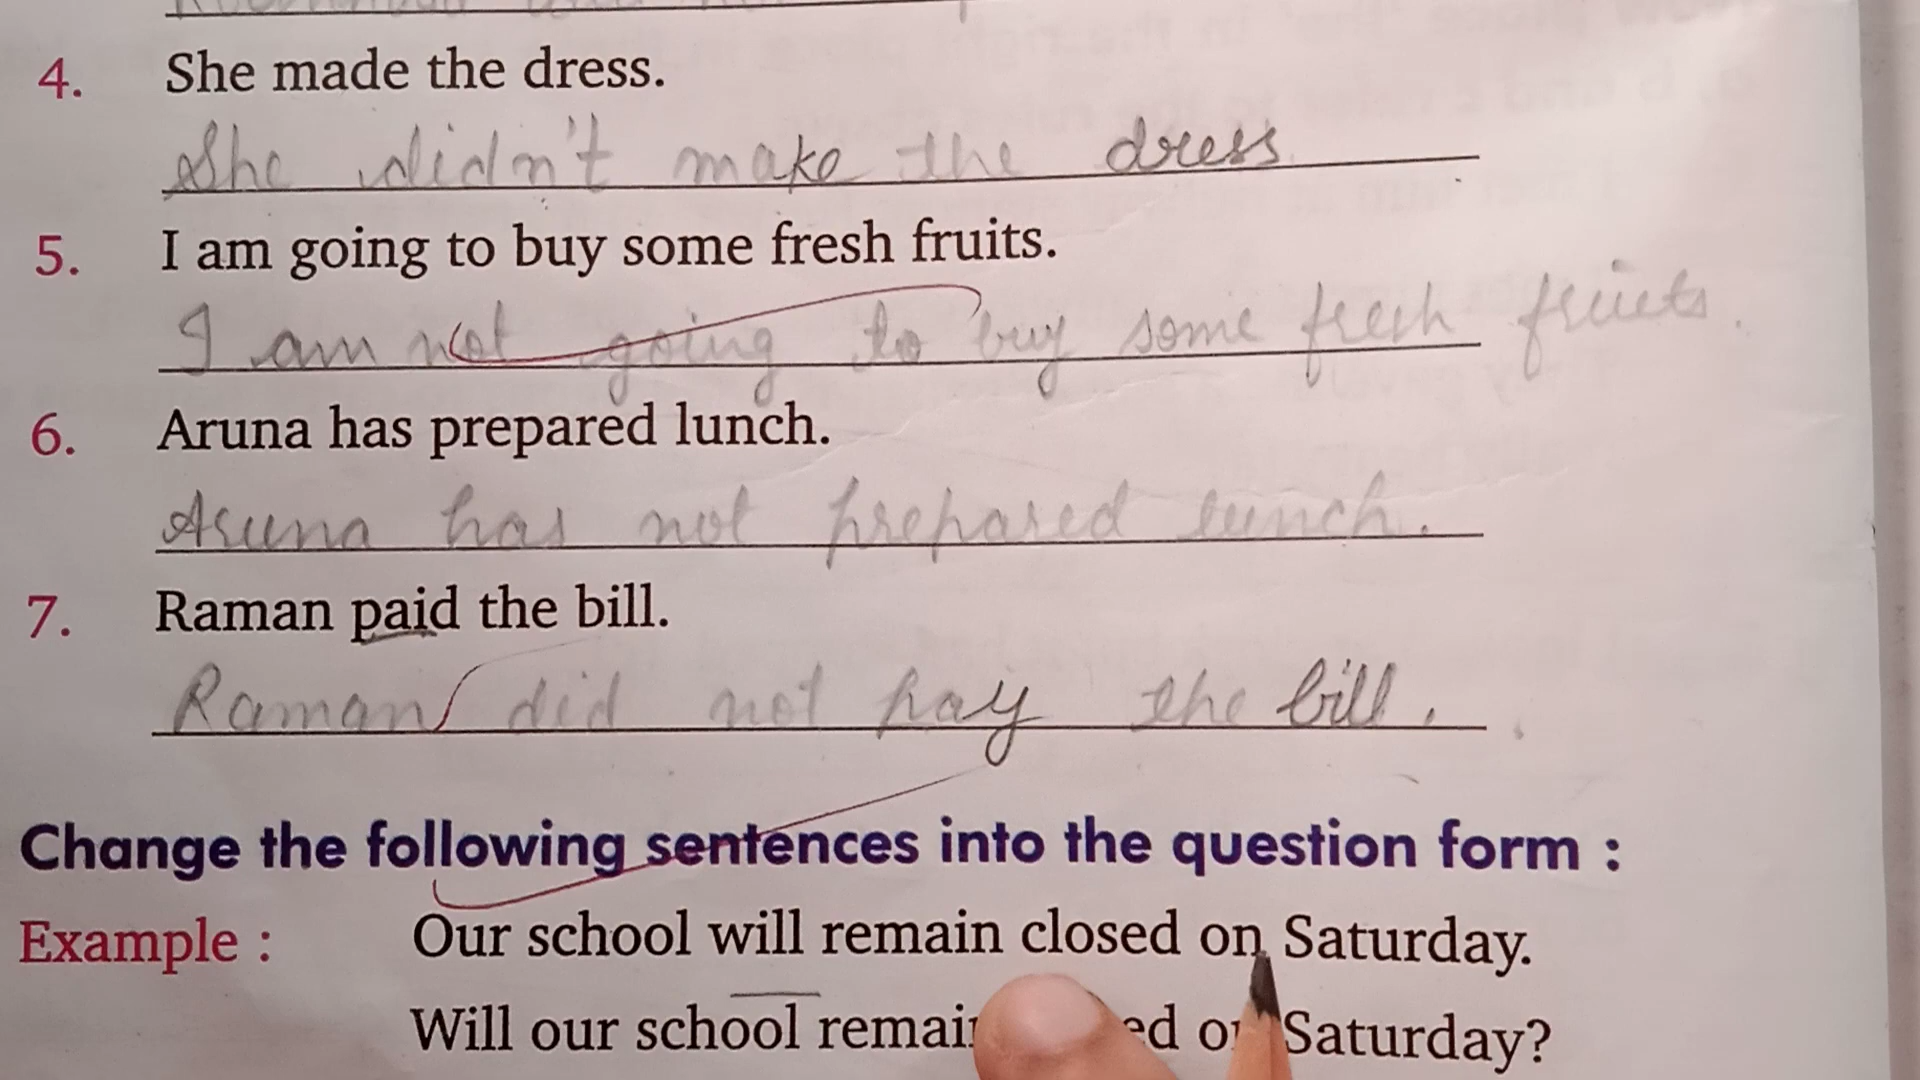 4. She made the dress.
She didn't make the dress
5. I am going to buy some fresh fruits.
I am not going to buy some fresh fruits.
6. Aruna has prepared lunch.
Aruna has not prepared lunch.
7. Raman paid the bill.
Raman did not pay the bill.
Change the following sentences into the question form :
Example : Our school will remain closed on Saturday.
Will our school Saturday?